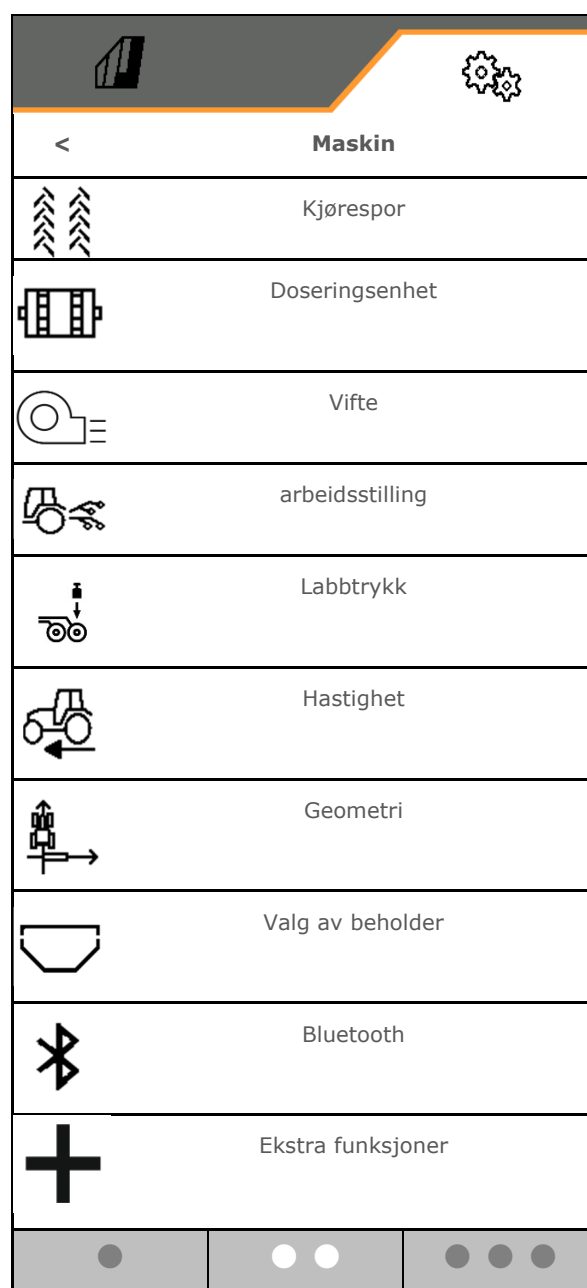 < Maskin
Kjørespor
Doseringsenhet
Vifte
arbeidsstilling
Labbtrykk
Hastighet
Geometri
Valg av beholder
Bluetooth
Ekstra funksjoner